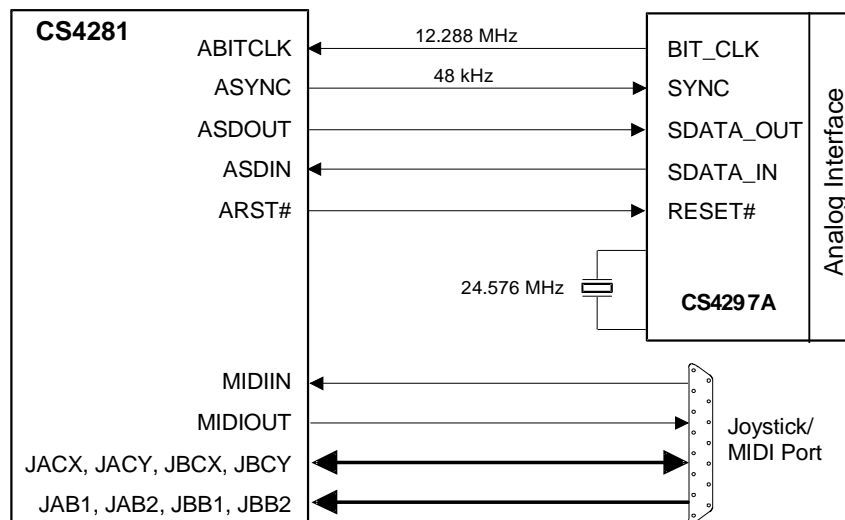 CS4281
ABITCLK
12.288 MHz
BIT_CLK
ASYNC
48 kHz
SYNC
ASDOUT
SDATA_OUT
ASDIN
SDATA_IN
ARST#
RESET#
Analog Interface
24.576 MHz
CS4297A
MIDIIN
MIDIOUT
Joystick/
MIDI Port
JACX, JACY, JBCX, JBCY
JAB1, JAB2, JBB1, JBB2